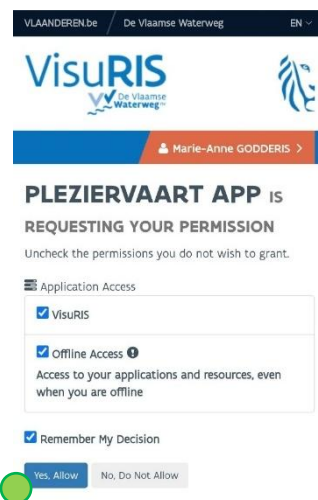 VLAANDEREN.be / De Vlaamse Waterweg EN
VisuRIS
De Vlaamse
Waterweg
Marie-Anne GODDERIS >
PLEZIERVAART APP IS
REQUESTING YOUR PERMISSION
Uncheck the permissions you do not wish to grant.
Application Access
VisuRIS
Offline Access
Access to your applications and resources, even
when you are offline
Remember My Decision
Yes, Allow No, Do Not Allow